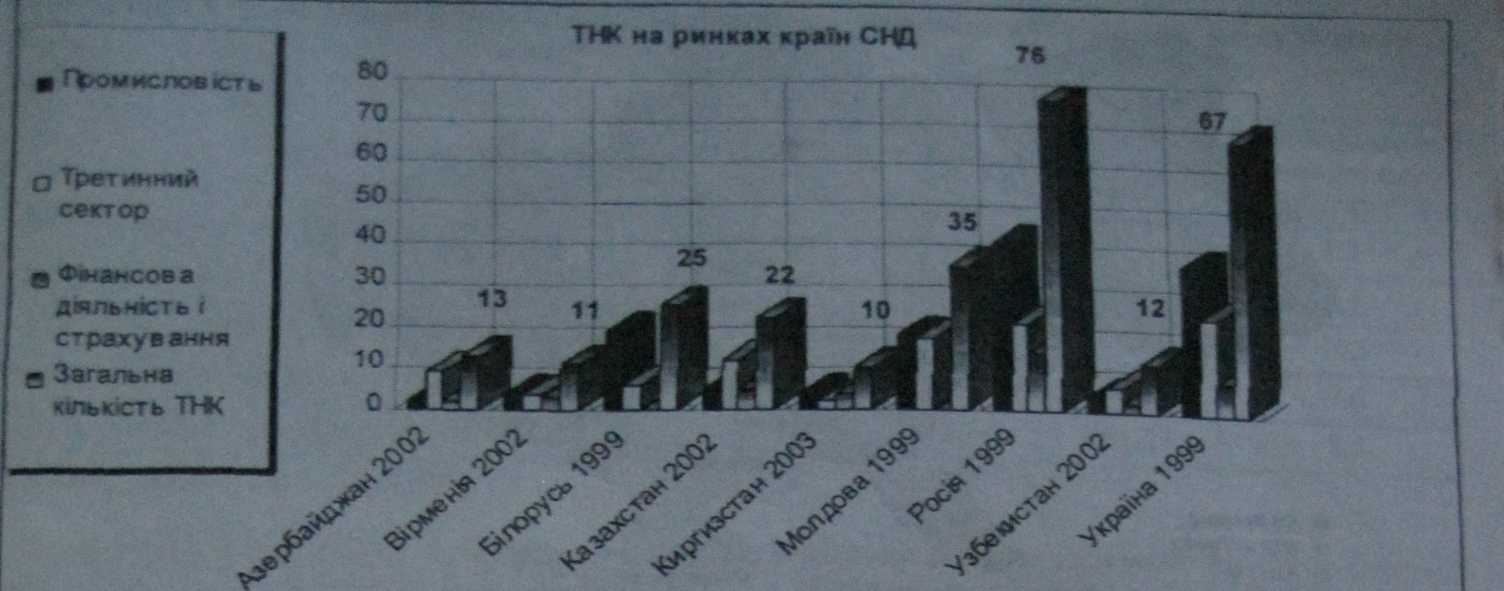 ТНК на ринках країн СНД
Промисловість
Третинний
сектор
Фінансова
діяльність і
страхування
Загальна
кількість ТНК
80
70
60
50
40
30
20
10
0
13
11
25
22
10
35
76
12
67
Азербайджан 2002
Вірменія 2002
Білорусь 1999
Казахстан 2002
Киргизстан 2003
Молдова 1999
Росія 1999
Узбекистан 2002
Україна 1999